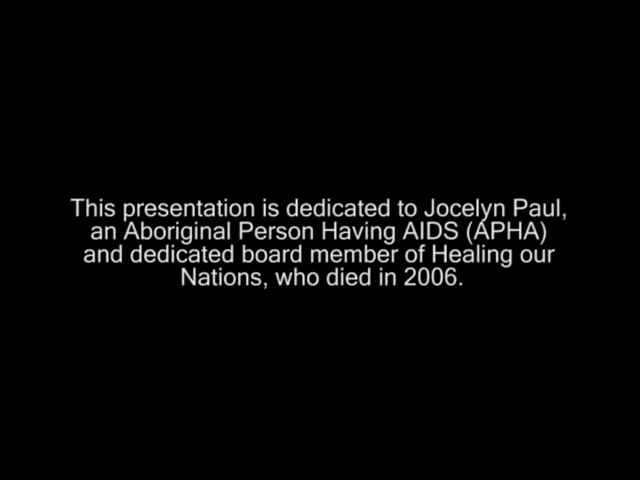 This presentation is dedicated to Jocelyn Paul,
an Aboriginal Person Having AIDS (APHA)
and dedicated board member of Healing our
Nations, who died in 2006.